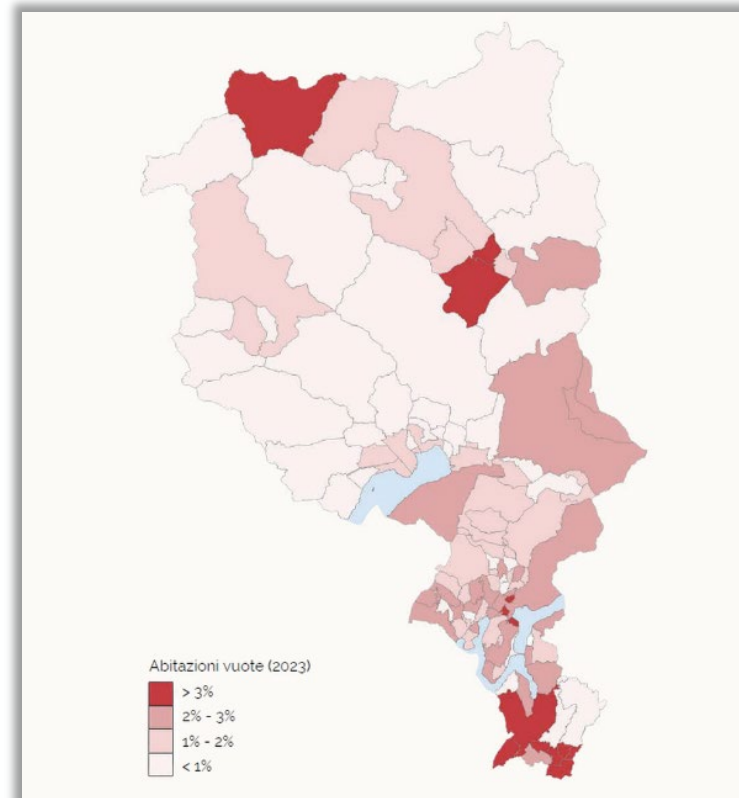 Abitazioni vuote (2023)
> 3%
2% - 3%
1% - 2%
< 1%